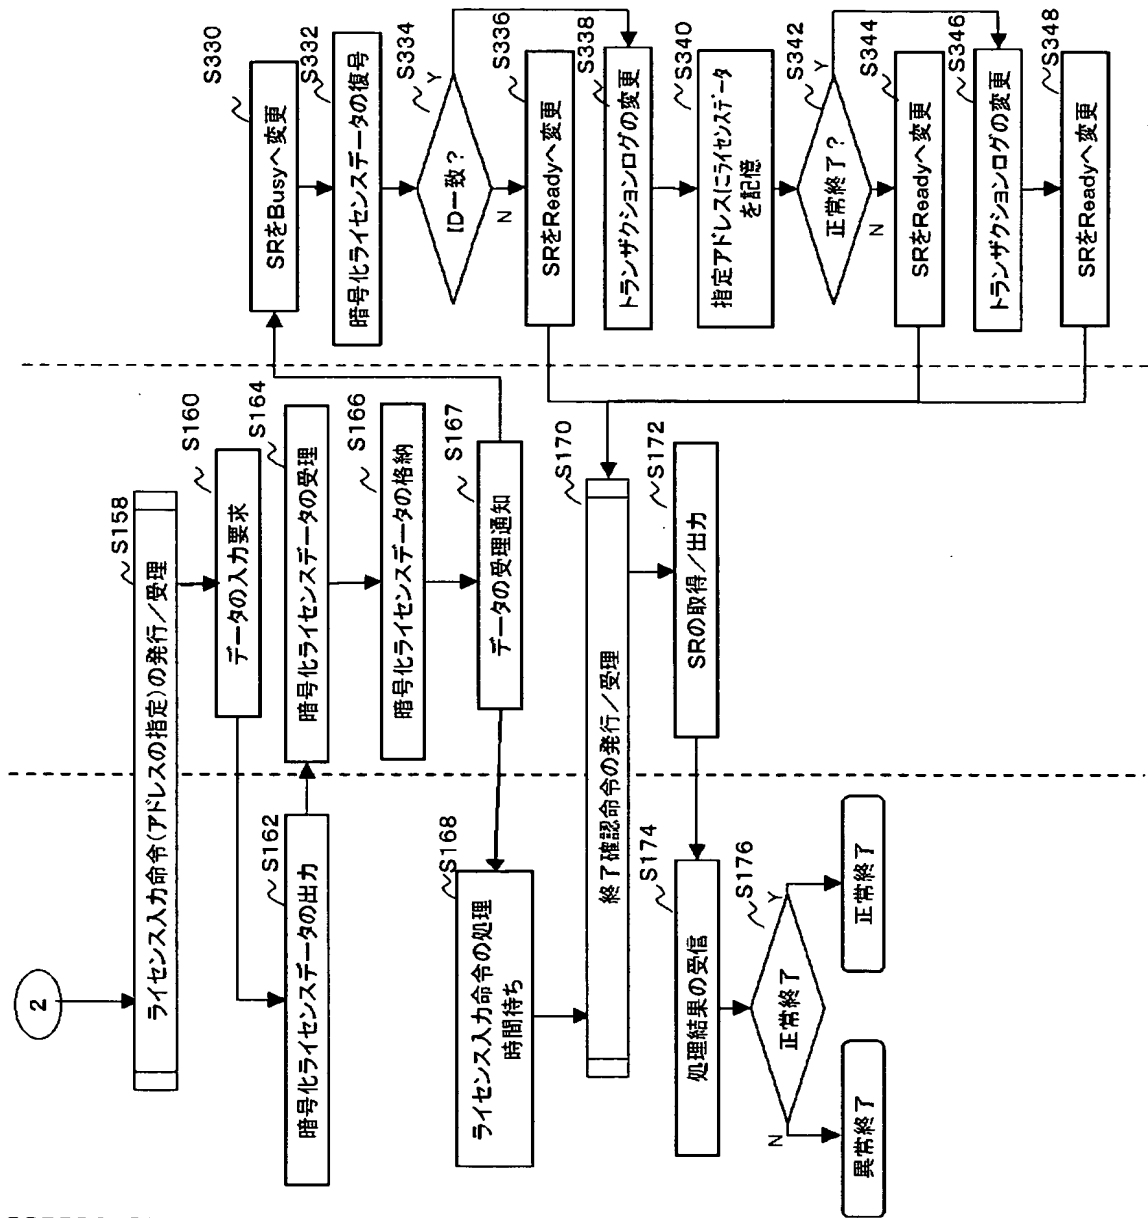 2
S158
ライセンス入力命令(アドレスの指定)の発行/受理
S160
データの入力要求
S162
暗号化ライセンスデータの出力
S164
暗号化ライセンスデータの受理
S166
暗号化ライセンスデータの格納
S167
データの受理通知
S168
ライセンス入力命令の処理
時間待ち
S170
終了確認命令の発行/受理
S172
SRの取得/出力
S174
処理結果の受信
S176
正常終了
Y
N
正常終了
異常終了
S330
SRをBusyへ変更
S332
暗号化ライセンスデータの復号
S334
ID一致?
Y
N
S336
SRをReadyへ変更
S338
トランザクションログの変更
S340
指定アドレスにライセンスデータ
を記憶
S342
正常終了?
Y
N
S344
SRをReadyへ変更
S346
トランザクションログの変更
S348
SRをReadyへ変更